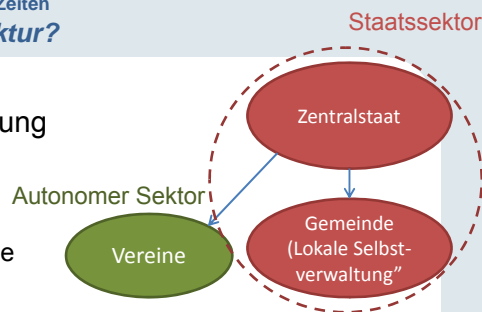 Zeiten
ktur?
Staatssektor
ung
Zentralstaat
Autonomer Sektor
e
Vereine
Gemeinde
(Lokale Selbst-
verwaltung”